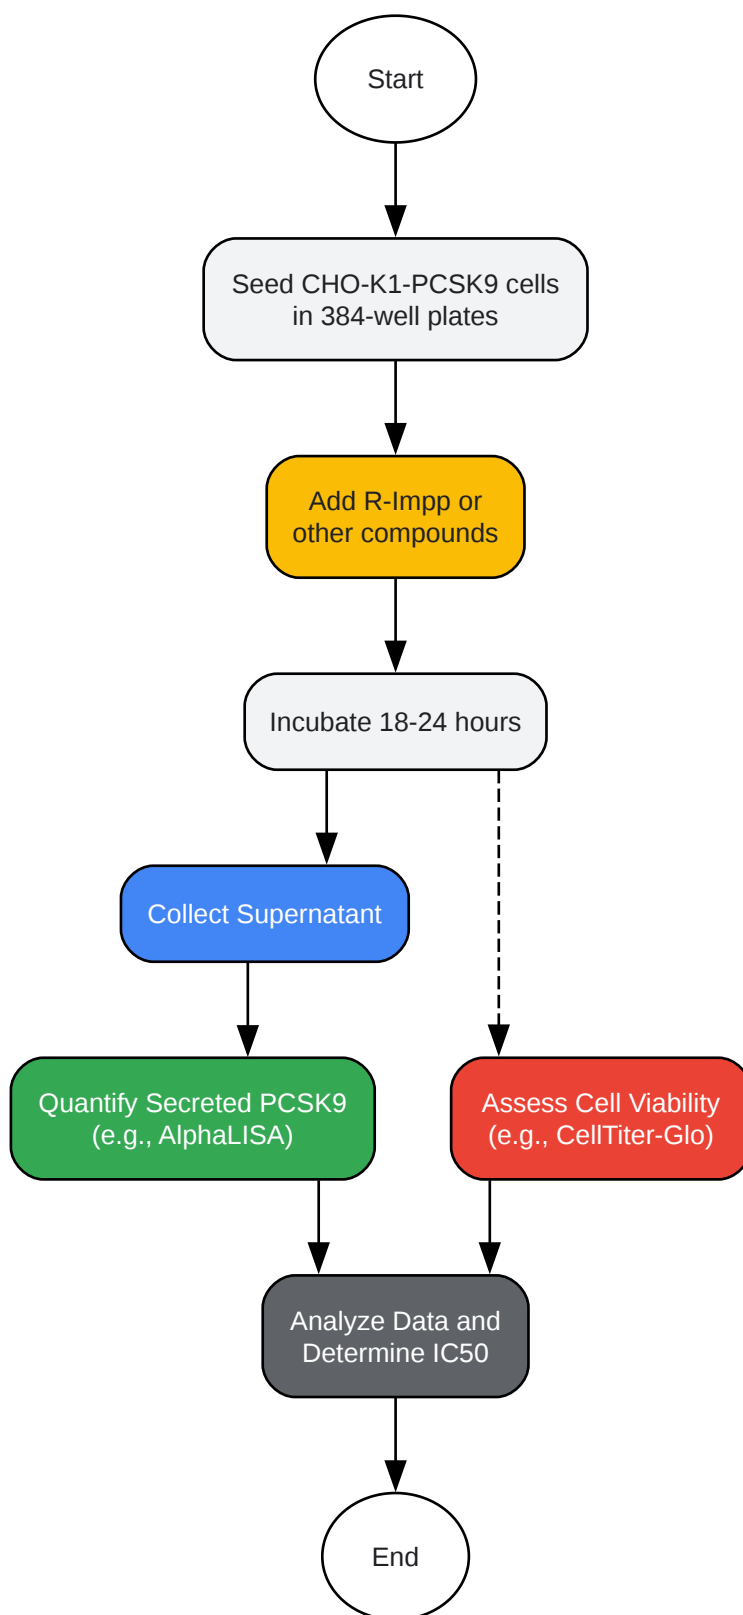 Start
Seed CHO-K1-PCSK9 cells
in 384-well plates
Add R-Impp or
other compounds
Incubate 18-24 hours
Collect Supernatant
Quantify Secreted PCSK9
(e.g., AlphaLISA)
Assess Cell Viability
(e.g., CellTiter-Glo)
Analyze Data and
Determine IC50
End